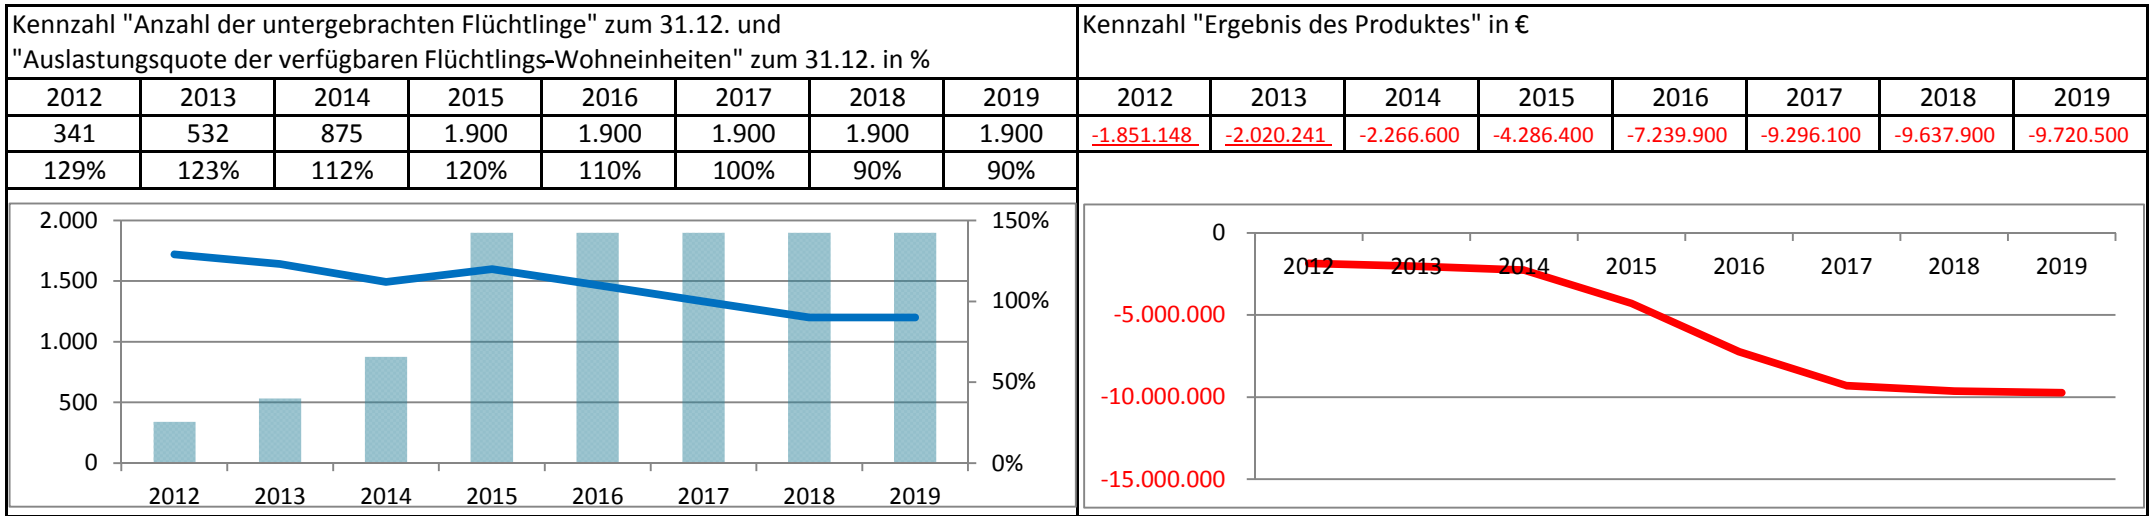 Kennzahl "Anzahl der untergebrachten Flüchtlinge" zum 31.12. und
"Auslastungsquote der verfügbaren Flüchtlings-Wohneinheiten" zum 31.12. in %
2012 2013 2014 2015 2016 2017 2018 2019
341 532 875 1.900 1.900 1.900 1.900 1.900
129% 123% 112% 120% 110% 100% 90% 90%
2.000
1.500
1.000
500
0
150%
100%
50%
0%
2012 2013 2014 2015 2016 2017 2018 2019
Kennzahl "Ergebnis des Produktes" in €
2012 2013 2014 2015 2016 2017 2018 2019
-1.851.148 -2.020.241 -2.266.600 -4.286.400 -7.239.900 -9.296.100 -9.637.900 -9.720.500
0
2012 2013 2014 2015 2016 2017 2018 2019
-5.000.000
-10.000.000
-15.000.000